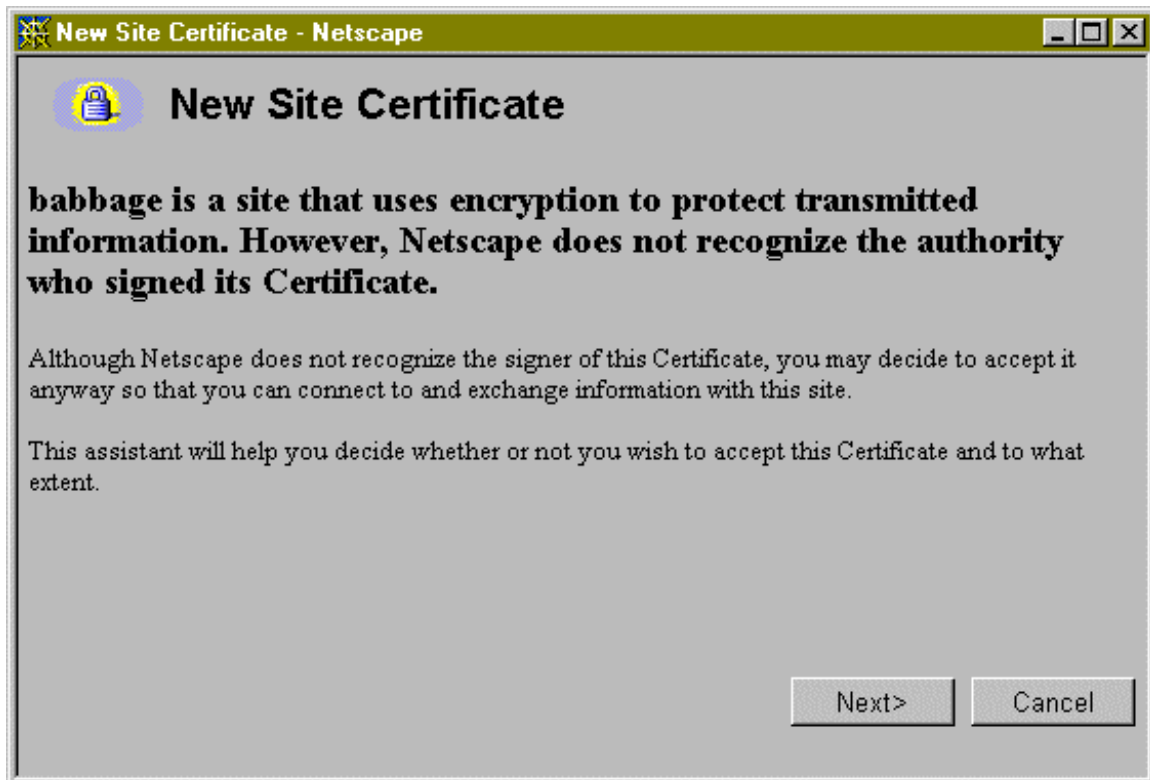 New Site Certificate - Netscape
New Site Certificate
babbage is a site that uses encryption to protect transmitted
information. However, Netscape does not recognize the authority
who signed its Certificate.
Although Netscape does not recognize the signer of this Certificate, you may decide to accept it
anyway so that you can connect to and exchange information with this site.
This assistant will help you decide whether or not you wish to accept this Certificate and to what
extent.
Next> Cancel